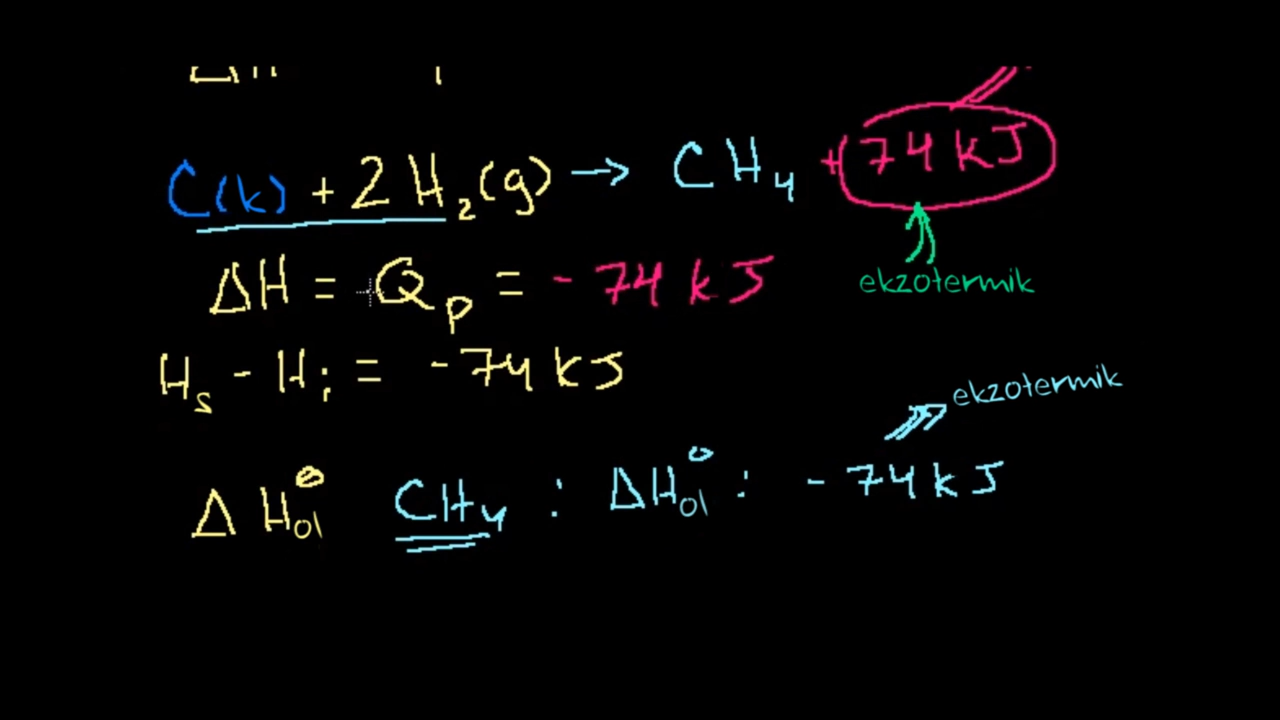 C(k) + 2H₂(g) → CH₄ + 74 kJ
ekzotermik
ΔH = Qₚ = - 74 kJ
Hₛ - Hᵢ = - 74 kJ
ekzotermik
ΔH°ₒₗ CH₄ : ΔH°ₒₗ : - 74 kJ